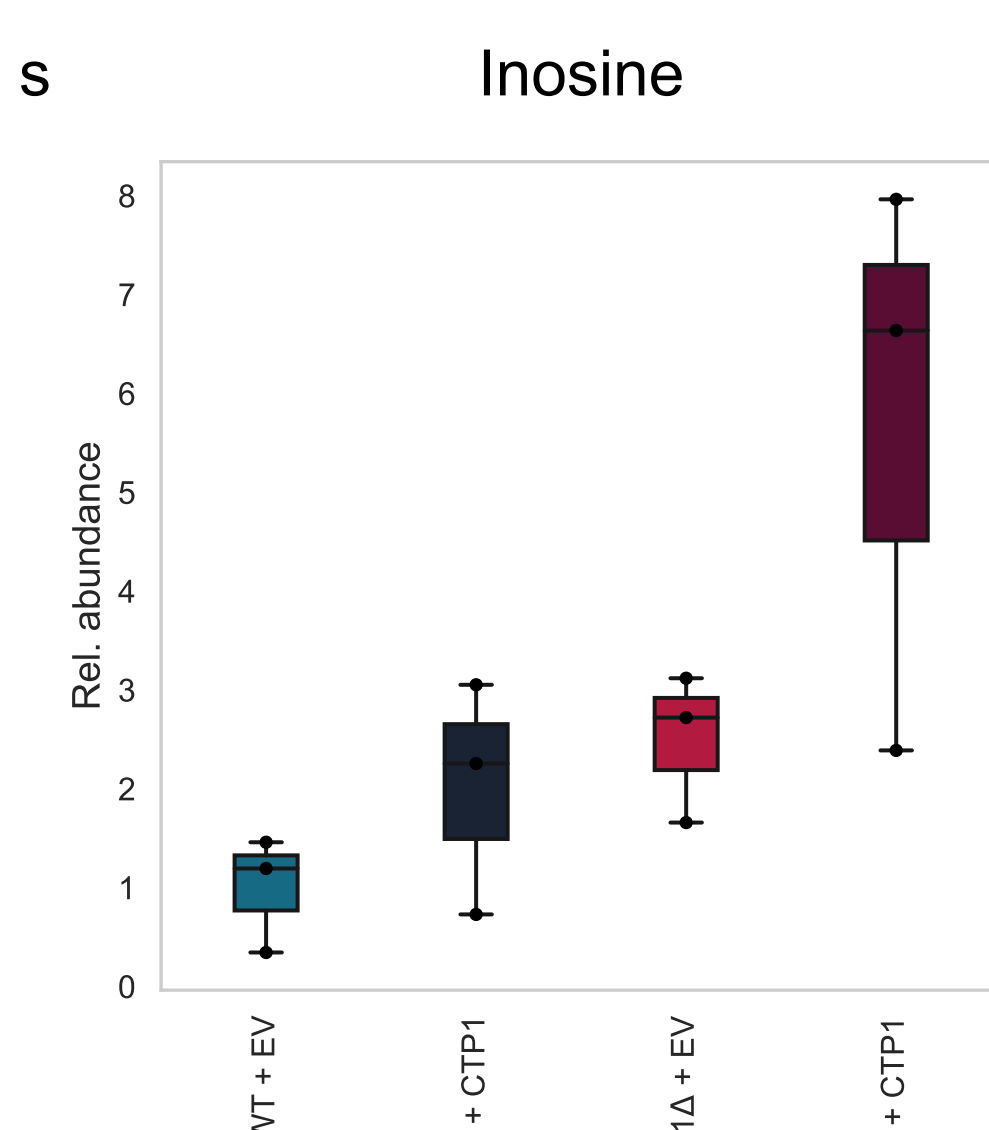 s
Inosine
Rel. abundance
8
7
6
5
4
3
2
1
0
WT + EV
+ CTP1
1Δ + EV
+ CTP1